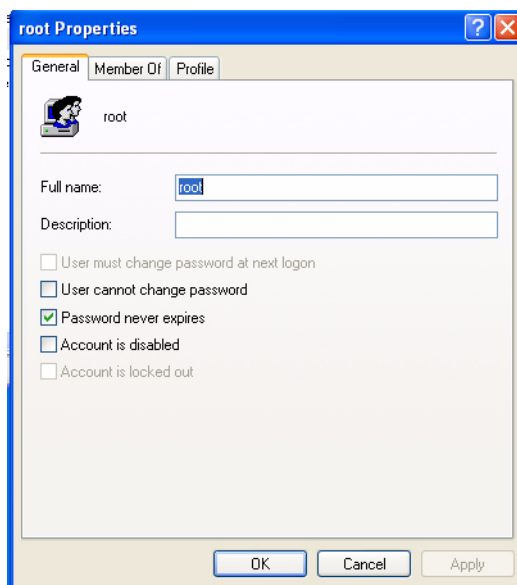 root Properties
General Member Of Profile
root
Full name: root
Description:
User must change password at next logon
User cannot change password
Password never expires
Account is disabled
Account is locked out
OK Cancel Apply